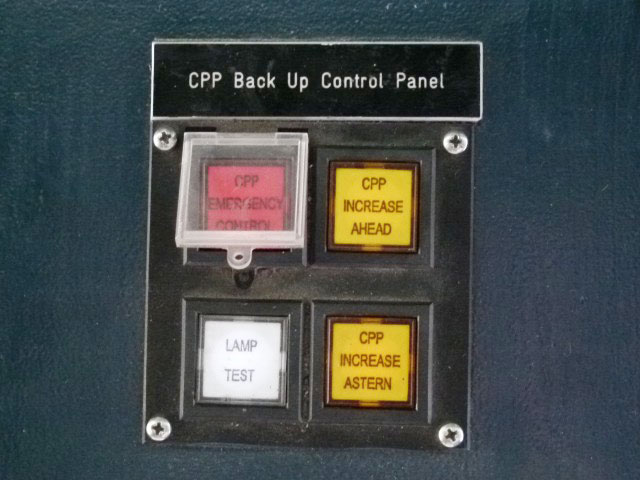 CPP Back Up Control Panel
CPP
EMERGENCY
CONTROL
CPP
INCREASE
AHEAD
LAMP
TEST
CPP
INCREASE
ASTERN